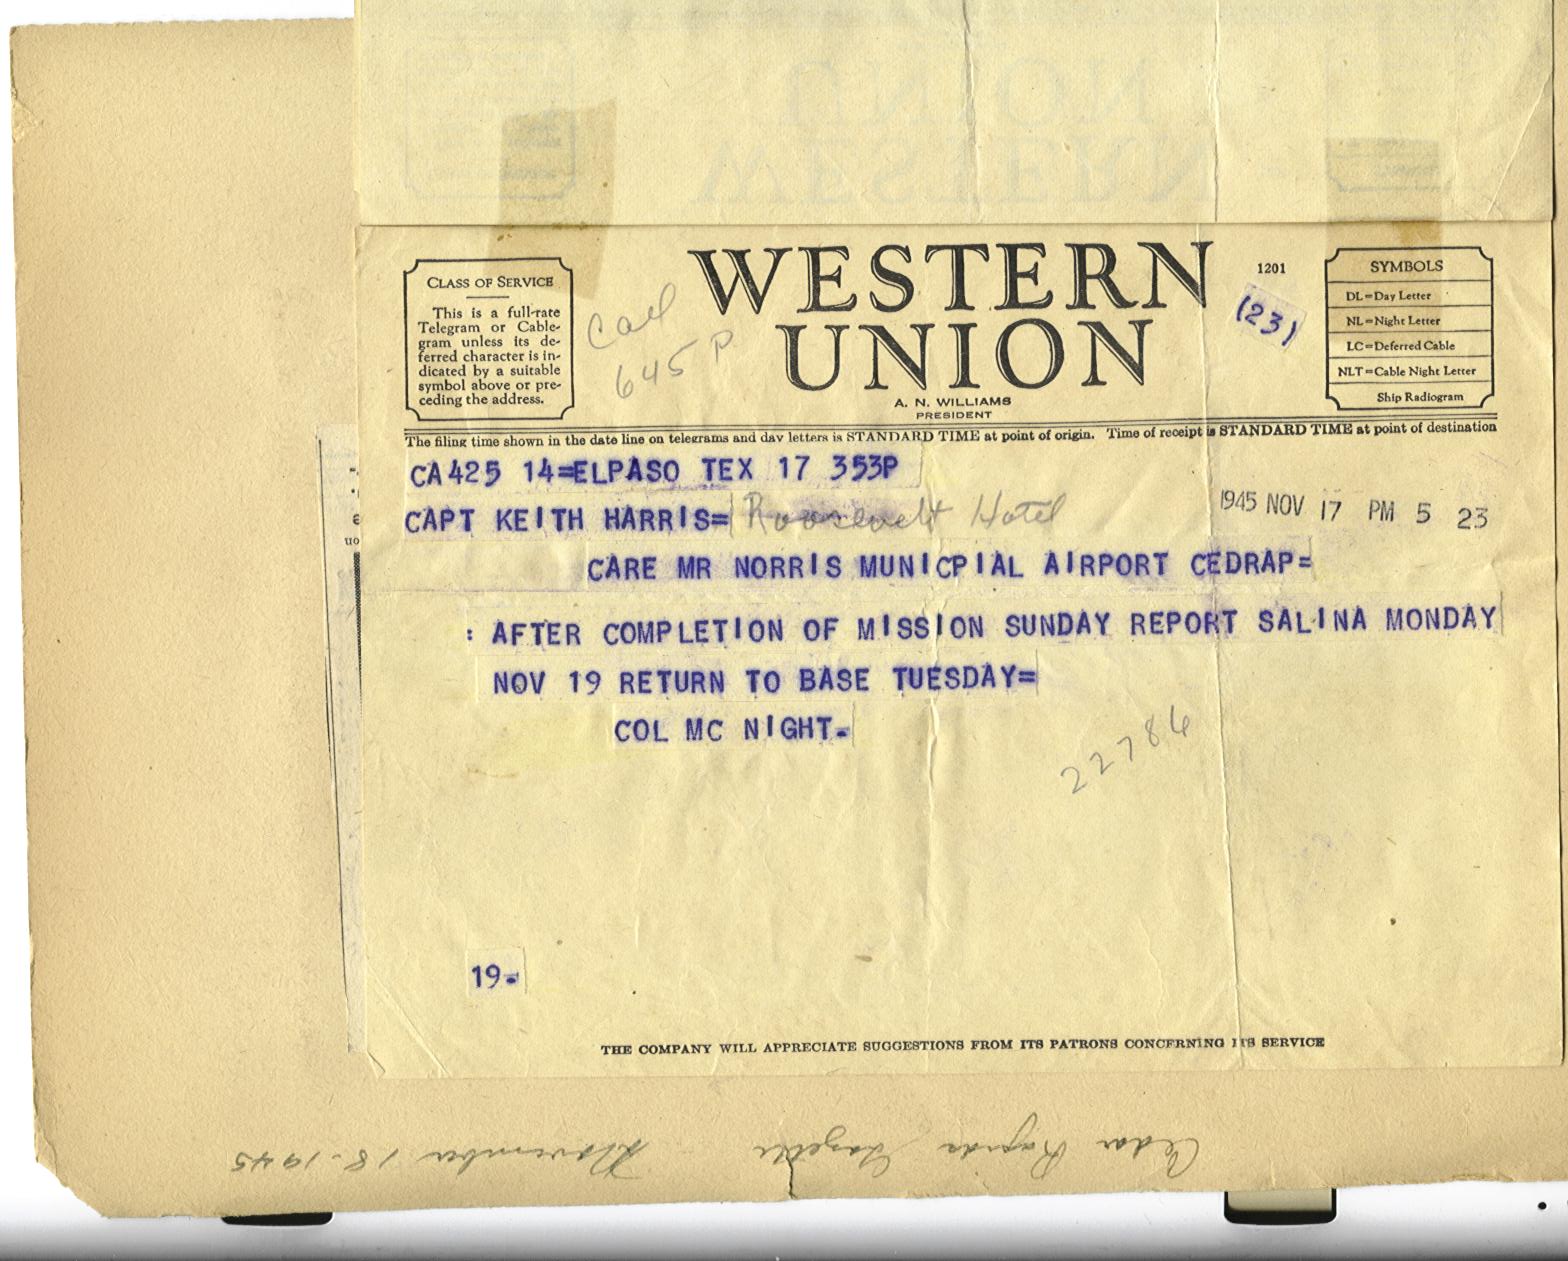 WESTERN
UNION
1201
(23)
A. N. WILLIAMS
PRESIDENT
CLASS OF SERVICE
This is a full-rate
Telegram or Cable-
gram unless its de-
ferred character is in-
dicated by a suitable
symbol above or pre-
ceding the address.
Call
645 P
SYMBOLS
DL=Day Letter
NL=Night Letter
LC=Deferred Cable
NLT=Cable Night Letter
Ship Radiogram
The filing time shown in the date line on telegrams and day letters is STANDARD TIME at point of origin. Time of receipt is STANDARD TIME at point of destination
CA425 14=ELPASO TEX 17 353P
1945 NOV 17 PM 5 23
CAPT KEITH HARRIS= Roosevelt Hotel
CARE MR NORRIS MUNICPIAL AIRPORT CEDRAP=
: AFTER COMPLETION OF MISSION SUNDAY REPORT SALINA MONDAY
NOV 19 RETURN TO BASE TUESDAY=
COL MC NIGHT.
22786
19.
THE COMPANY WILL APPRECIATE SUGGESTIONS FROM ITS PATRONS CONCERNING ITS SERVICE
Cedar Rapids Gazette November 18-1945